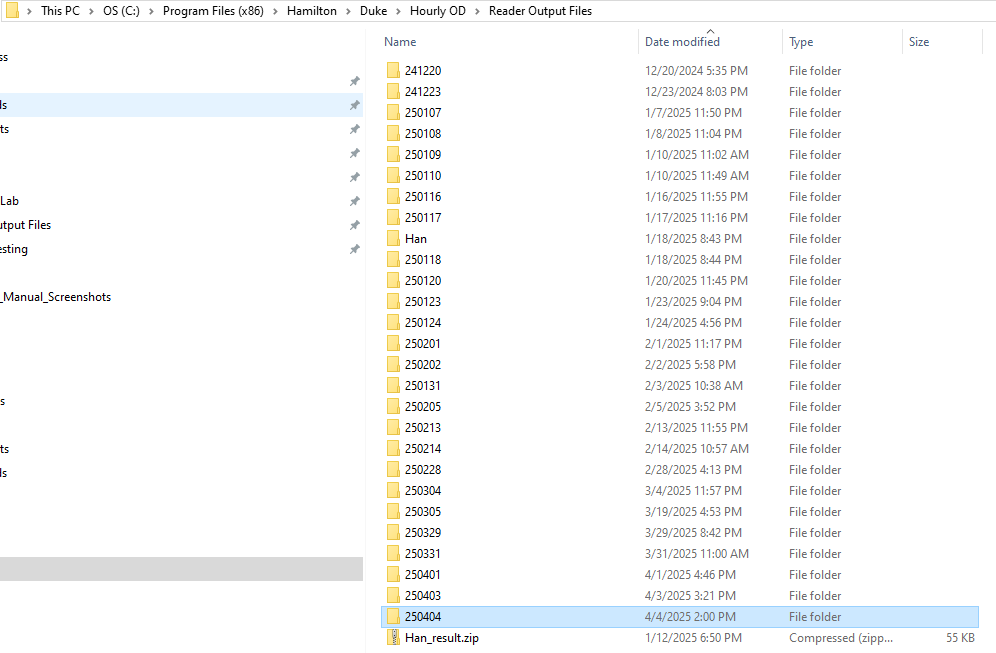 This PC > OS (C:) > Program Files (x86) > Hamilton > Duke > Hourly OD > Reader Output Files
Name Date modified Type Size
241220 12/20/2024 5:35 PM File folder
241223 12/23/2024 8:03 PM File folder
250107 1/7/2025 11:50 PM File folder
250108 1/8/2025 11:04 PM File folder
250109 1/10/2025 11:02 AM File folder
250110 1/10/2025 11:49 AM File folder
250116 1/16/2025 11:55 PM File folder
250117 1/17/2025 11:16 PM File folder
Han 1/18/2025 8:43 PM File folder
250118 1/18/2025 8:44 PM File folder
250120 1/20/2025 11:45 PM File folder
250123 1/23/2025 9:04 PM File folder
250124 1/24/2025 4:56 PM File folder
250201 2/1/2025 11:17 PM File folder
250202 2/2/2025 5:58 PM File folder
250131 2/3/2025 10:38 AM File folder
250205 2/5/2025 3:52 PM File folder
250213 2/13/2025 11:55 PM File folder
250214 2/14/2025 10:57 AM File folder
250228 2/28/2025 4:13 PM File folder
250304 3/4/2025 11:57 PM File folder
250305 3/19/2025 4:53 PM File folder
250329 3/29/2025 8:42 PM File folder
250331 3/31/2025 11:00 AM File folder
250401 4/1/2025 4:46 PM File folder
250403 4/3/2025 3:21 PM File folder
250404 4/4/2025 2:00 PM File folder
Han_result.zip 1/12/2025 6:50 PM Compressed (zipp... 55 KB
ss
ls
ts
Lab
utput Files
esting
_Manual_Screenshots
s
ts
ls